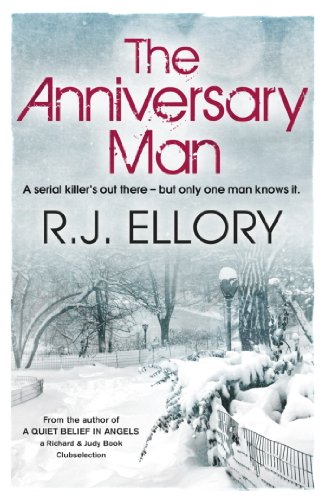 The
Anniversary
Man
A serial killer's out there – but only one man knows it.
R.J. ELLORY
From the author of
A QUIET BELIEF IN ANGELS
a Richard & Judy Book
Clubselection